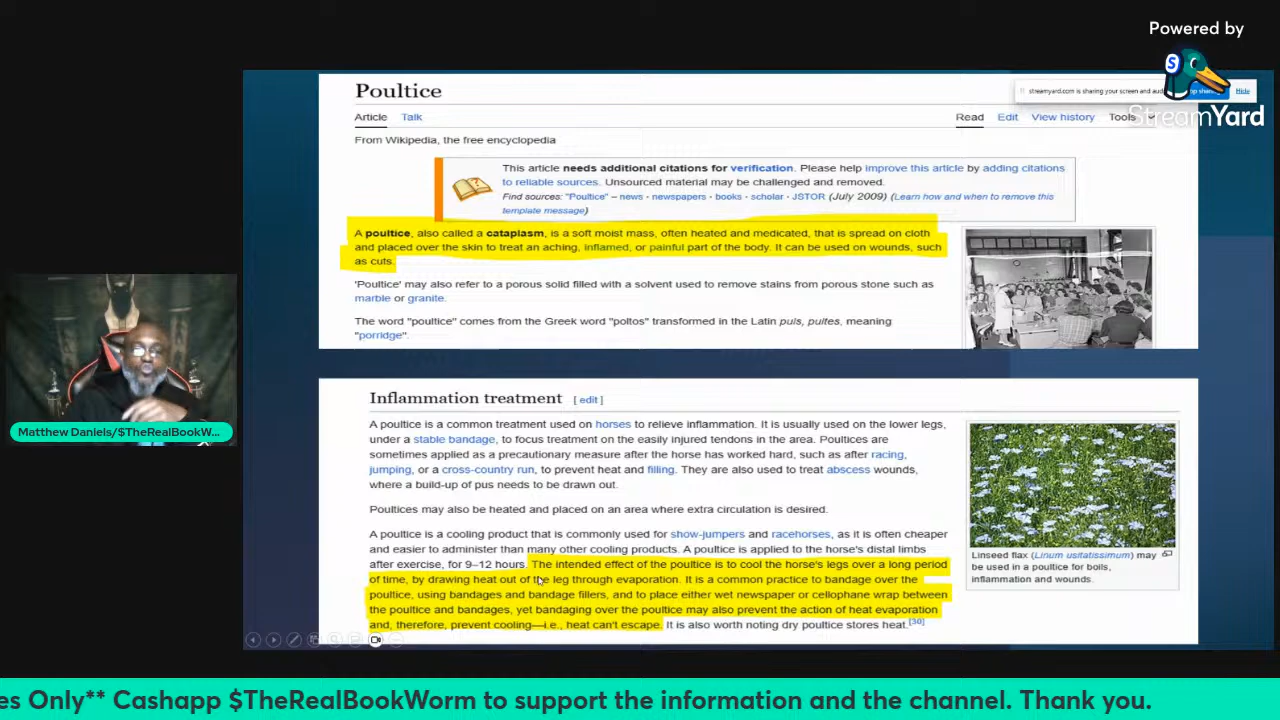 Powered by
StreamYard
Poultice
streamyard.com is sharing your screen and
Hide
Article Talk
Read Edit View history Tools
From Wikipedia, the free encyclopedia
This article needs additional citations for verification. Please help improve this article by adding citations
to reliable sources. Unsourced material may be challenged and removed.
Find sources: "Poultice" – news · newspapers · books · scholar · JSTOR (July 2009) (Learn how and when to remove this
template message)
A poultice, also called a cataplasm, is a soft moist mass, often heated and medicated, that is spread on cloth
and placed over the skin to treat an aching, inflamed, or painful part of the body. It can be used on wounds, such
as cuts.
'Poultice' may also refer to a porous solid filled with a solvent used to remove stains from porous stone such as
marble or granite.
The word "poultice" comes from the Greek word "poltos" transformed in the Latin puls, pultes, meaning
"porridge".
Inflammation treatment [ edit ]
A poultice is a common treatment used on horses to relieve inflammation. It is usually used on the lower legs,
under a stable bandage, to focus treatment on the easily injured tendons in the area. Poultices are
sometimes applied as a precautionary measure after the horse has worked hard, such as after racing,
jumping, or a cross-country run, to prevent heat and filling. They are also used to treat abscess wounds,
where a build-up of pus needs to be drawn out.
Poultices may also be heated and placed on an area where extra circulation is desired.
A poultice is a cooling product that is commonly used for show-jumpers and racehorses, as it is often cheaper
and easier to administer than many other cooling products. A poultice is applied to the horse's distal limbs
after exercise, for 9–12 hours. The intended effect of the poultice is to cool the horse's legs over a long period
of time, by drawing heat out of the leg through evaporation. It is a common practice to bandage over the
poultice, using bandages and bandage fillers, and to place either wet newspaper or cellophane wrap between
the poultice and bandages, yet bandaging over the poultice may also prevent the action of heat evaporation
and, therefore, prevent cooling—i.e., heat can't escape. It is also worth noting dry poultice stores heat.[30]
Linseed flax (Linum usitatissimum) may
be used in a poultice for boils,
inflammation and wounds.
Matthew Daniels/$TheRealBookW...
es Only** Cashapp $TheRealBookWorm to support the information and the channel. Thank you.